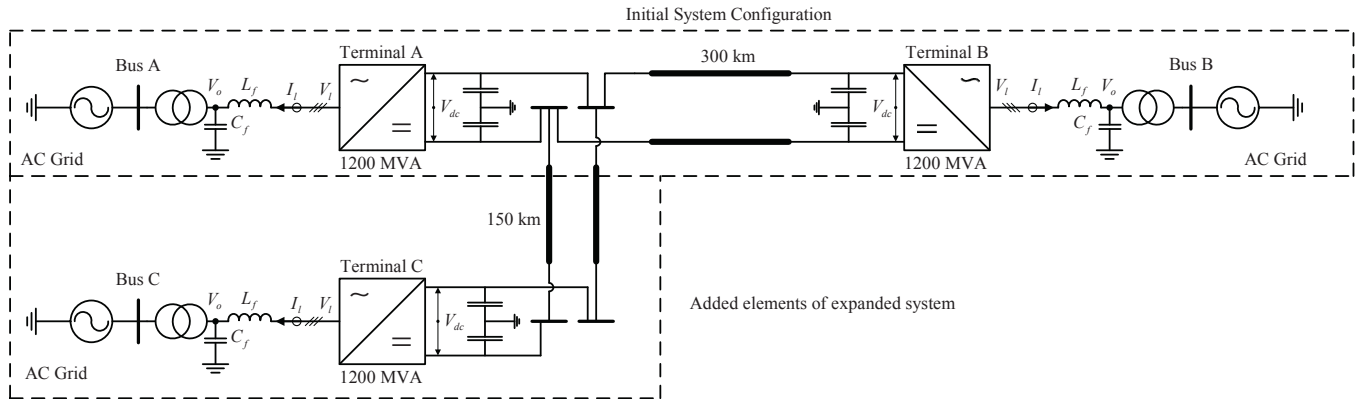 Initial System Configuration
Terminal A
300 km
Terminal B
Bus A
V_o
L_f
I_l
V_l
V_dc
C_f
AC Grid
1200 MVA
V_dc
V_l
I_l
L_f
V_o
Bus B
C_f
1200 MVA
AC Grid
150 km
Bus C
Terminal C
V_o
L_f
I_l
V_l
V_dc
C_f
AC Grid
1200 MVA
Added elements of expanded system